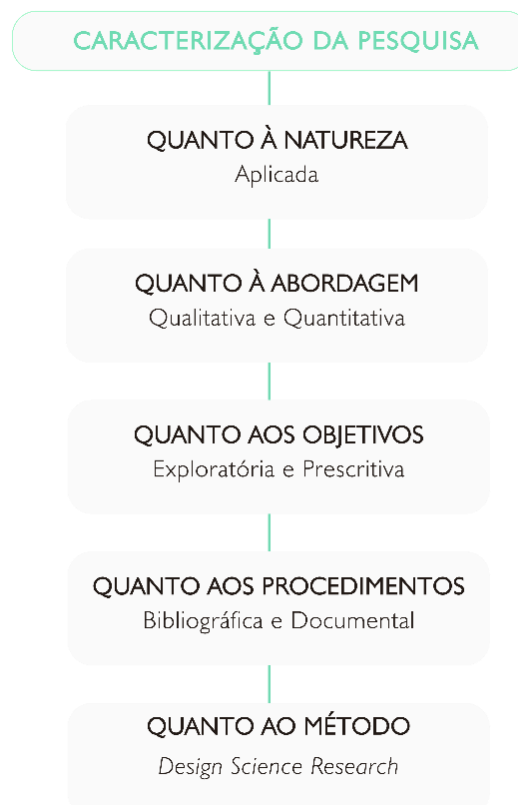 CARACTERIZAÇÃO DA PESQUISA
QUANTO À NATUREZA
Aplicada
QUANTO À ABORDAGEM
Qualitativa e Quantitativa
QUANTO AOS OBJETIVOS
Exploratória e Prescritiva
QUANTO AOS PROCEDIMENTOS
Bibliográfica e Documental
QUANTO AO MÉTODO
Design Science Research